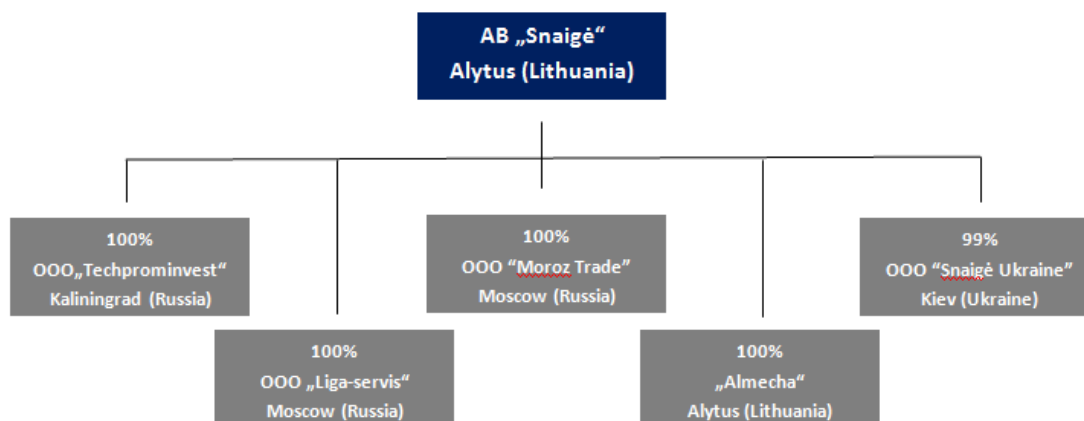 AB „Snaigė“
Alytus (Lithuania)
100%
OOO„Techprominvest“
Kaliningrad (Russia)
100%
OOO “Moroz Trade”
Moscow (Russia)
99%
OOO “Snaigė Ukraine”
Kiev (Ukraine)
100%
OOO „Liga-servis“
Moscow (Russia)
100%
„Almecha“
Alytus (Lithuania)